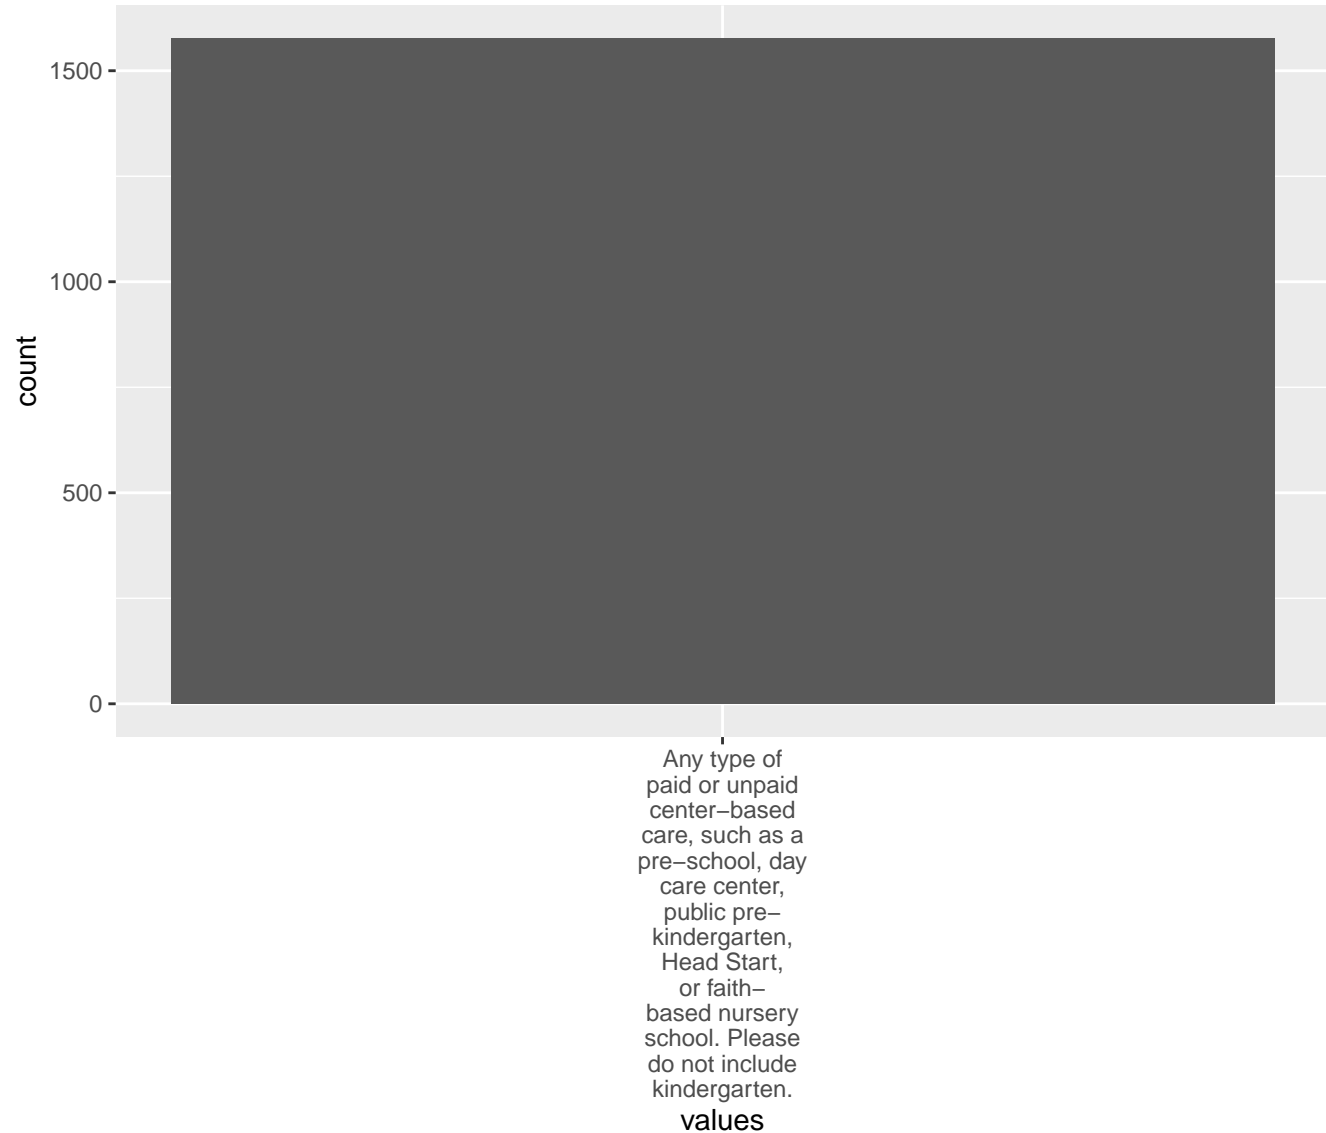 1500
1000
500
0
count
Any type of
paid or unpaid
center−based
care, such as a
pre−school, day
care center,
public pre−
kindergarten,
Head Start,
or faith−
based nursery
school. Please
do not include
kindergarten.
values